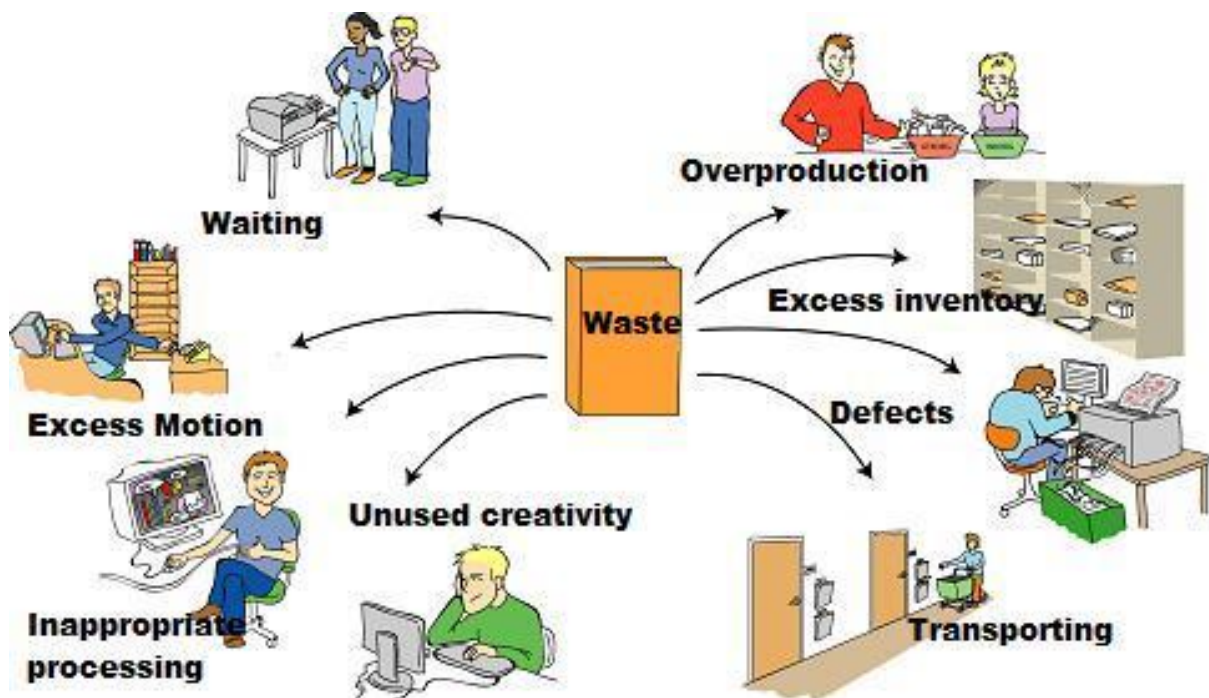 Waiting
Overproduction
Waste
Excess inventory
Excess Motion
Defects
Unused creativity
Inappropriate
processing
Transporting